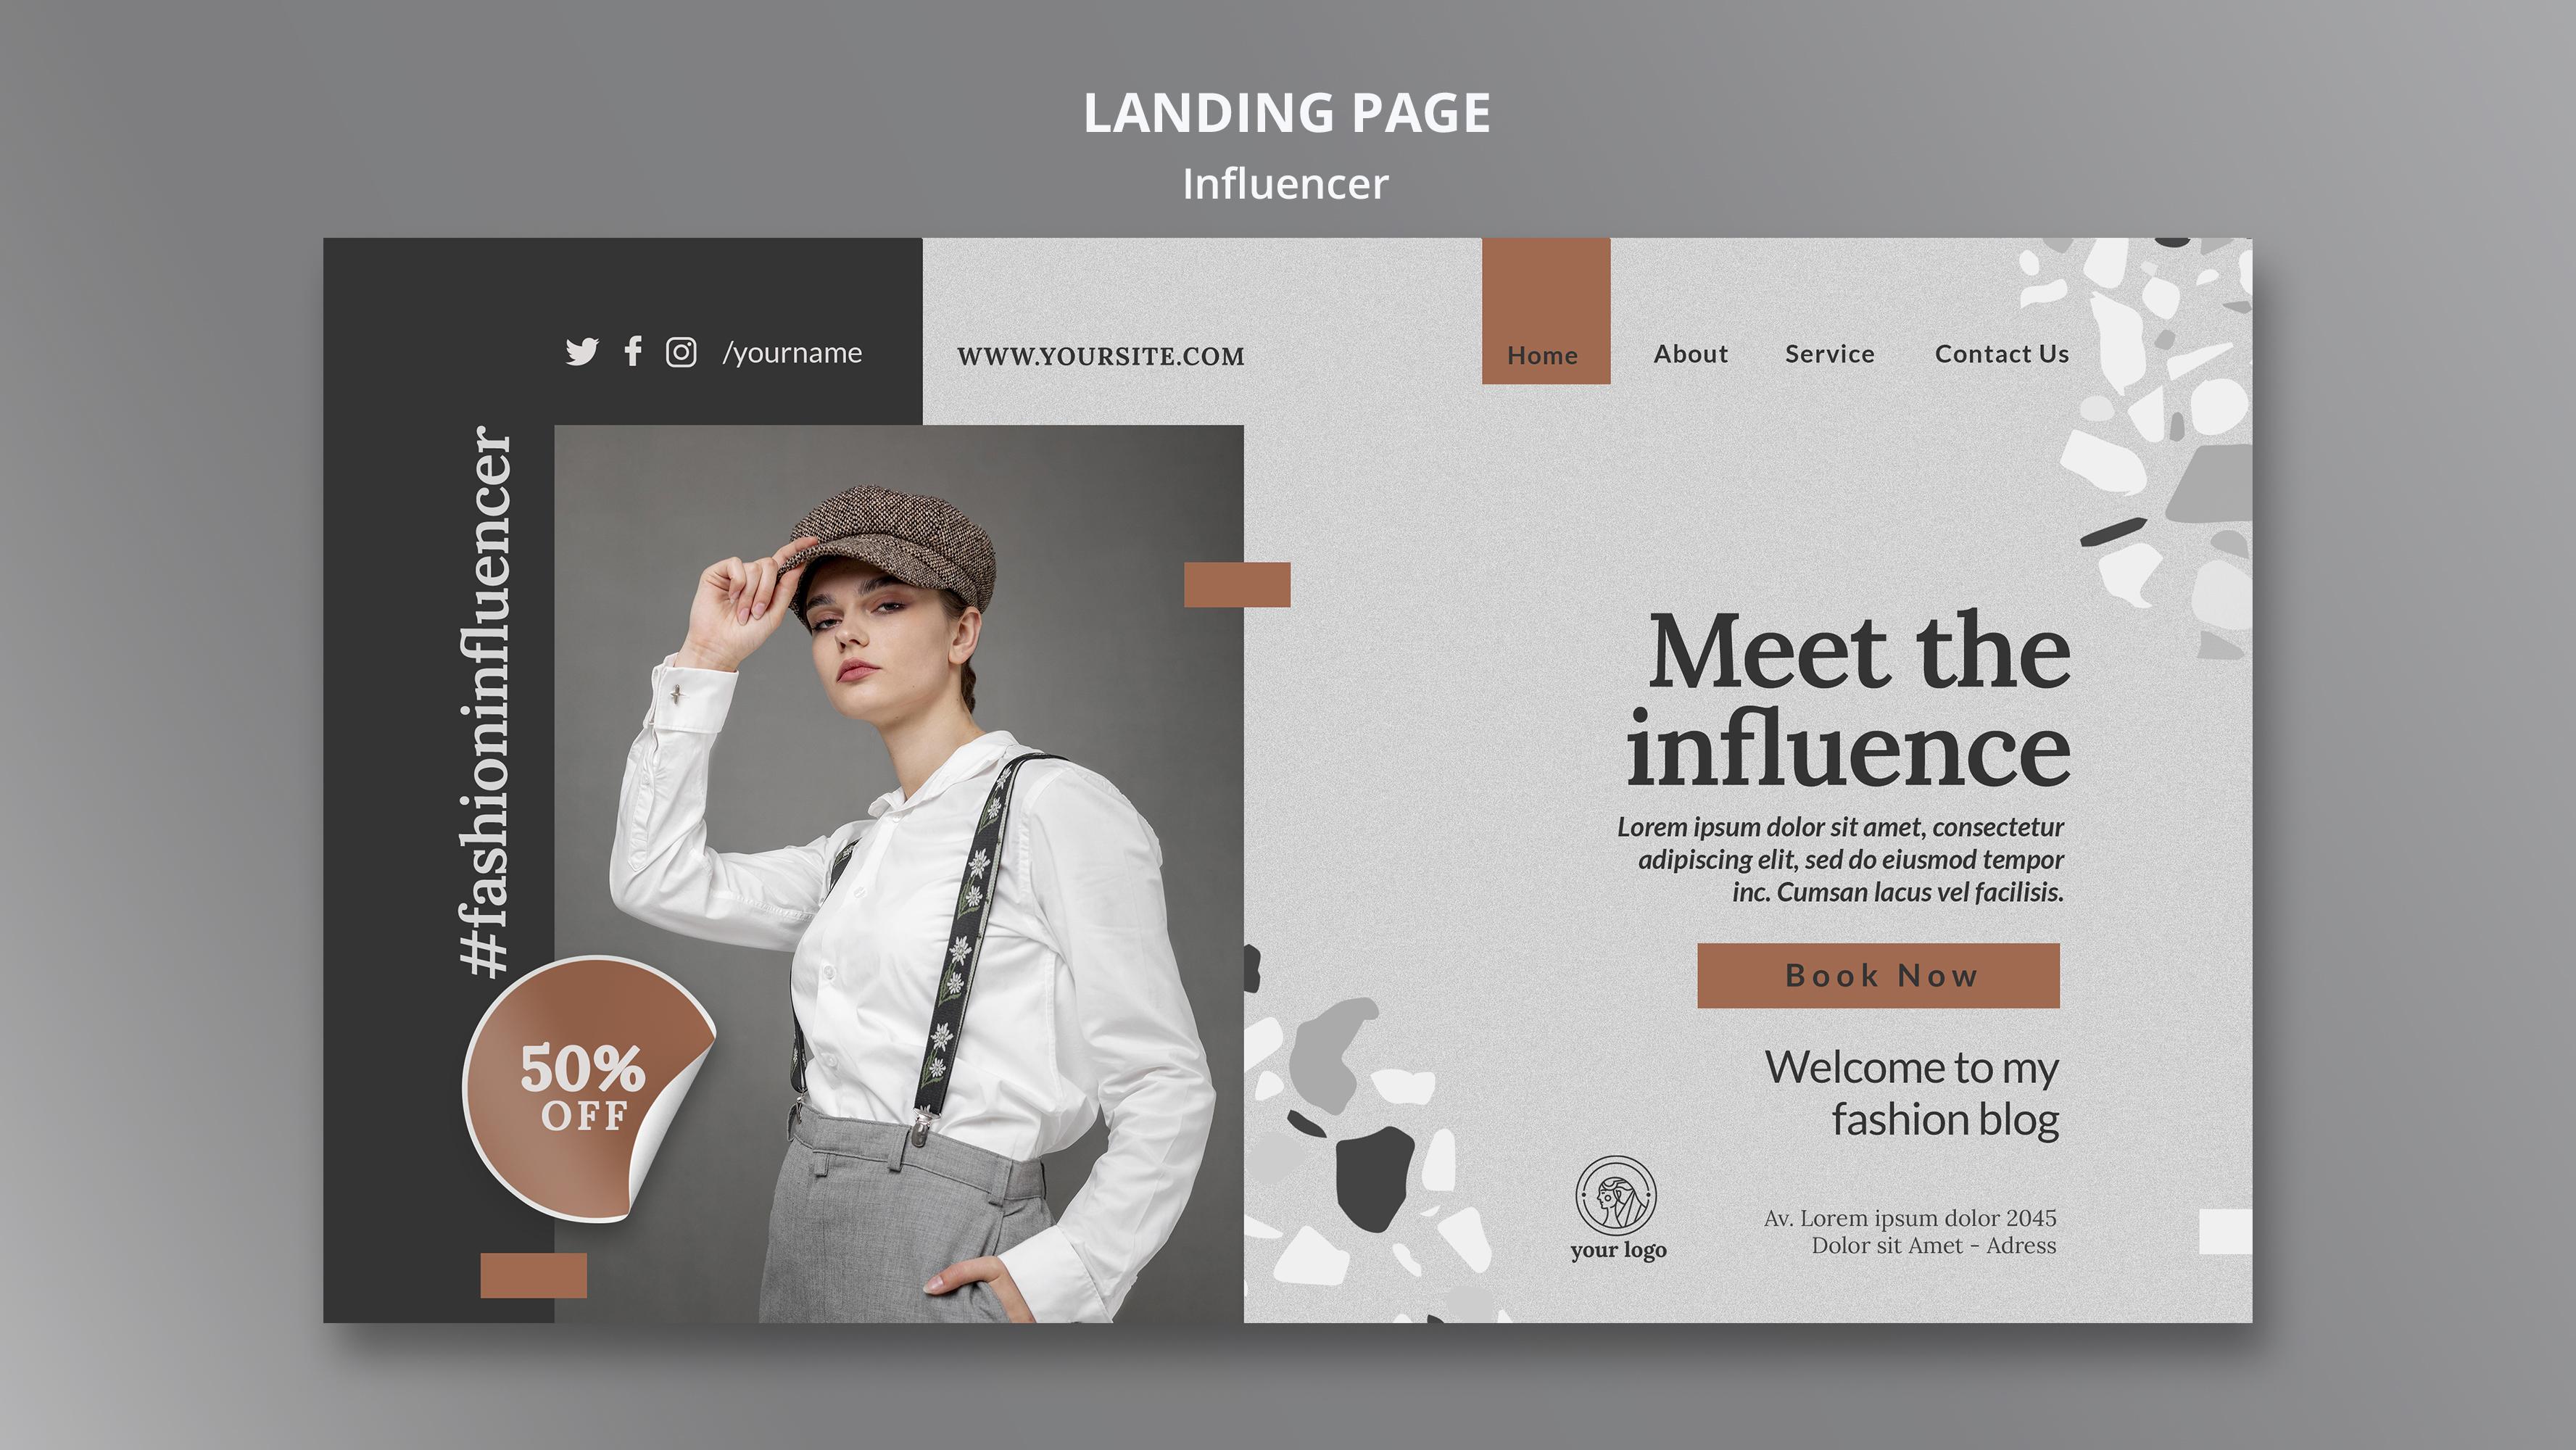 LANDING PAGE
Influencer
/yourname
WWW.YOURSITE.COM
Home
About
Service
Contact Us
#fashioninfluencer
Meet the
influence
Lorem ipsum dolor sit amet, consectetur
adipiscing elit, sed do eiusmod tempor
inc. Cumsan lacus vel facilisis.
Book Now
50%
OFF
Welcome to my
fashion blog
your logo
Av. Lorem ipsum dolor 2045
Dolor sit Amet - Adress